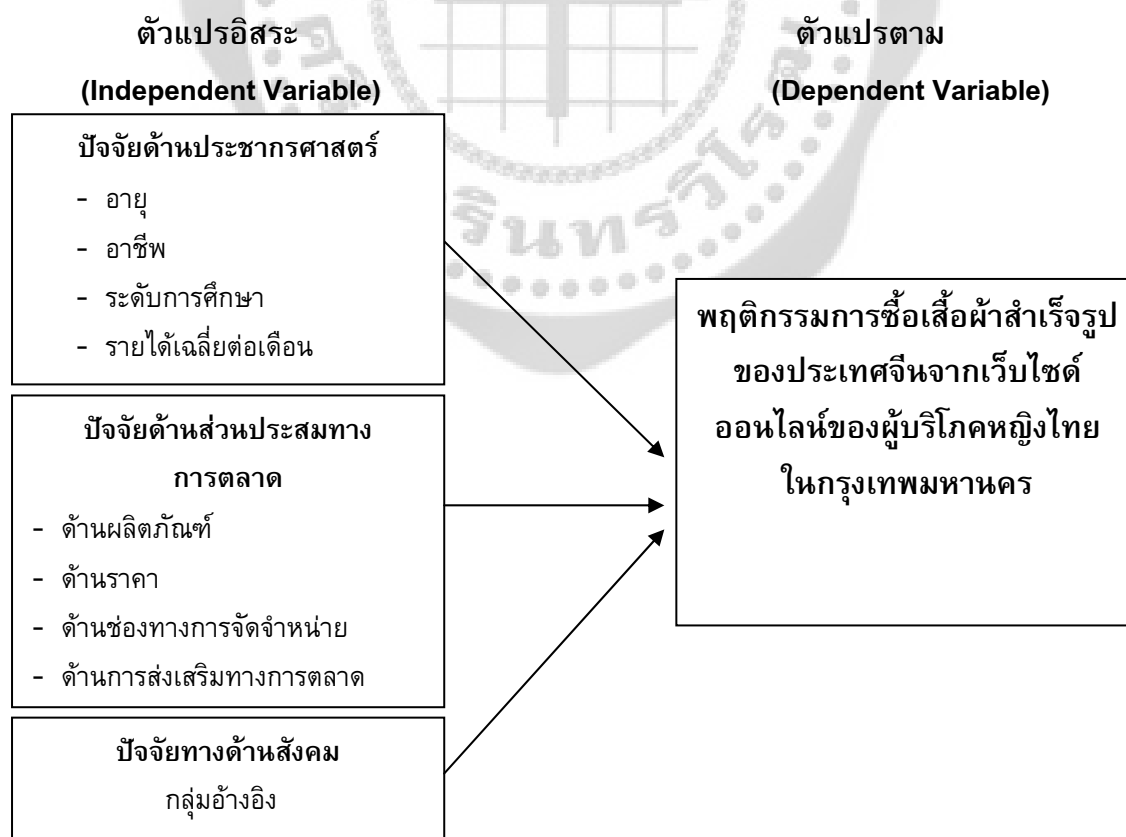 ตัวแปรอิสระ
(Independent Variable)
ปัจจัยด้านประชากรศาสตร์
- อายุ
- อาชีพ
- ระดับการศึกษา
- รายได้เฉลี่ยต่อเดือน
ปัจจัยด้านส่วนประสมทาง
การตลาด
- ด้านผลิตภัณฑ์
- ด้านราคา
- ด้านช่องทางการจัดจำหน่าย
- ด้านการส่งเสริมทางการตลาด
ปัจจัยทางด้านสังคม
กลุ่มอ้างอิง
ตัวแปรตาม
(Dependent Variable)
พฤติกรรมการซื้อเสื้อผ้าสำเร็จรูป
ของประเทศจีนจากเว็บไซด์
ออนไลน์ของผู้บริโภคหญิงไทย
ในกรุงเทพมหานคร
รินทรวิโร